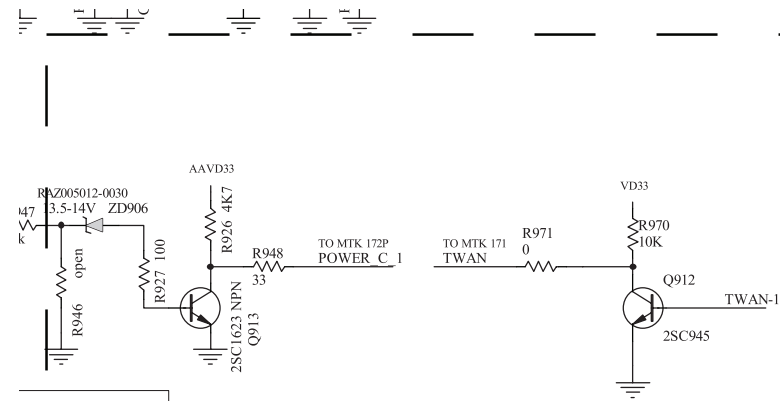 AAVD33
RAZ005012-0030
13.5-14V
ZD906
R926 4K7
R927 100
R946 open
R948
33
TO MTK 172P
POWER_C_1
2SC1623 NPN
Q913
VD33
R970
10K
R971
0
TO MTK 171
TWAN
Q912
2SC945
TWAN-1